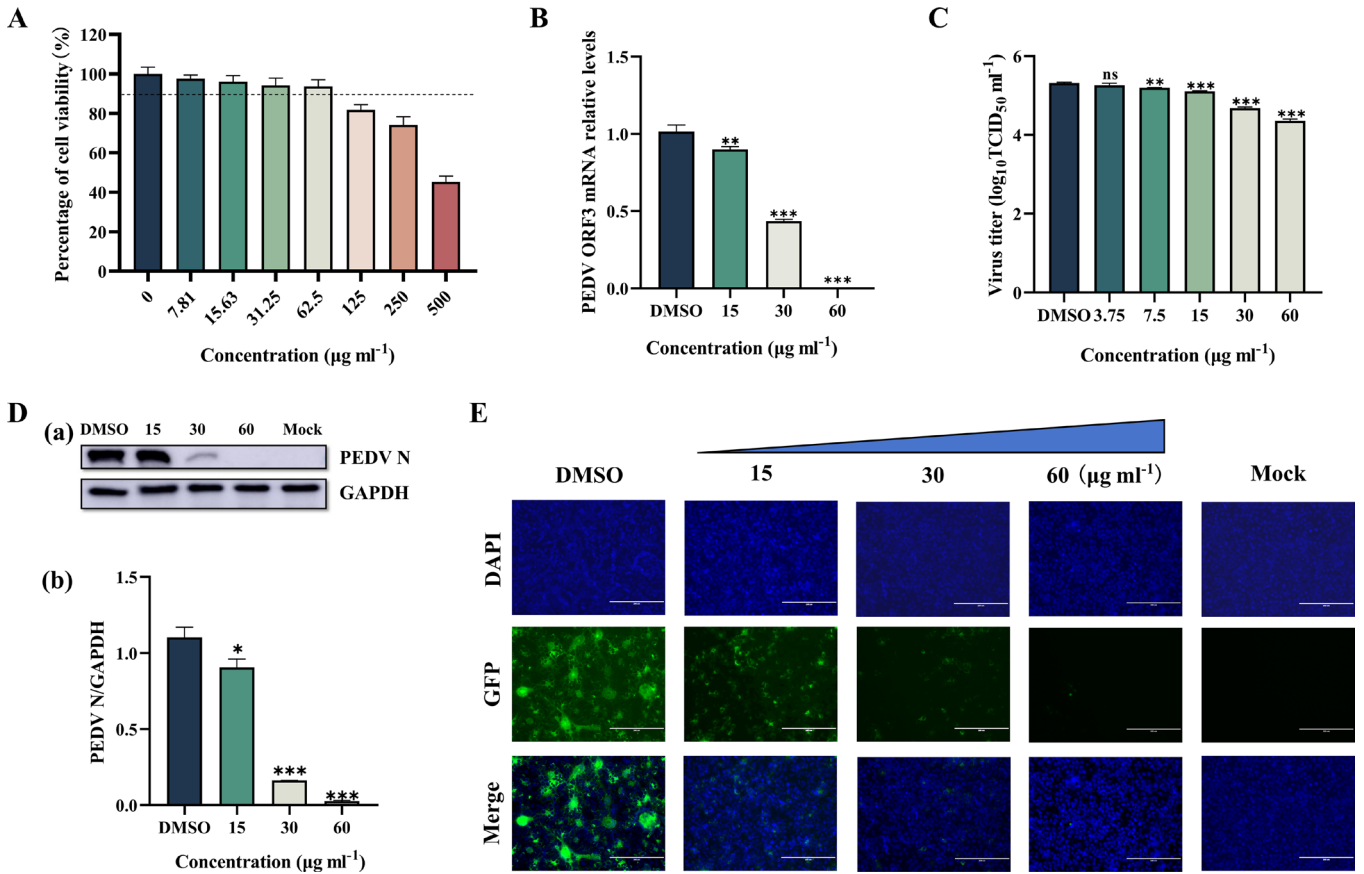 A
Percentage of cell viability (%)
120
100
80
60
40
20
0
0
7.81
15.63
31.25
62.5
125
250
500
Concentration (μg ml⁻¹)
B
PEDV ORF3 mRNA relative levels
1.5
1.0
0.5
0.0
**
***
***
DMSO 15 30 60
Concentration (μg ml⁻¹)
C
Virus titer (log₁₀TCID₅₀ ml⁻¹)
6
4
2
0
ns
**
***
***
***
DMSO 3.75 7.5 15 30 60
Concentration (μg ml⁻¹)
D
(a)
DMSO 15 30 60 Mock
PEDV N
GAPDH
(b)
PEDV N/GAPDH
1.5
1.0
0.5
0.0
*
***
***
DMSO 15 30 60
Concentration (μg ml⁻¹)
E
DMSO 15 30 60 (μg ml⁻¹) Mock
DAPI
GFP
Merge